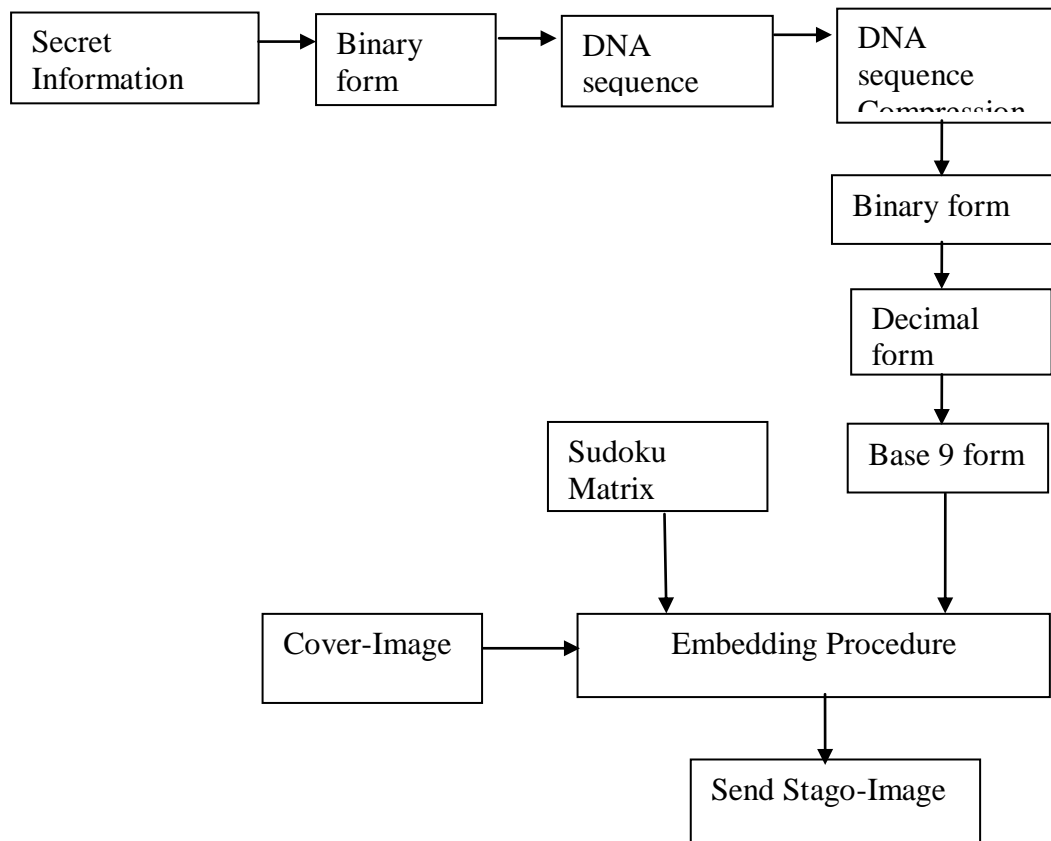 Secret
Information
Binary
form
DNA
sequence
DNA
sequence
Compression
Binary form
Decimal
form
Base 9 form
Sudoku
Matrix
Cover-Image
Embedding Procedure
Send Stago-Image